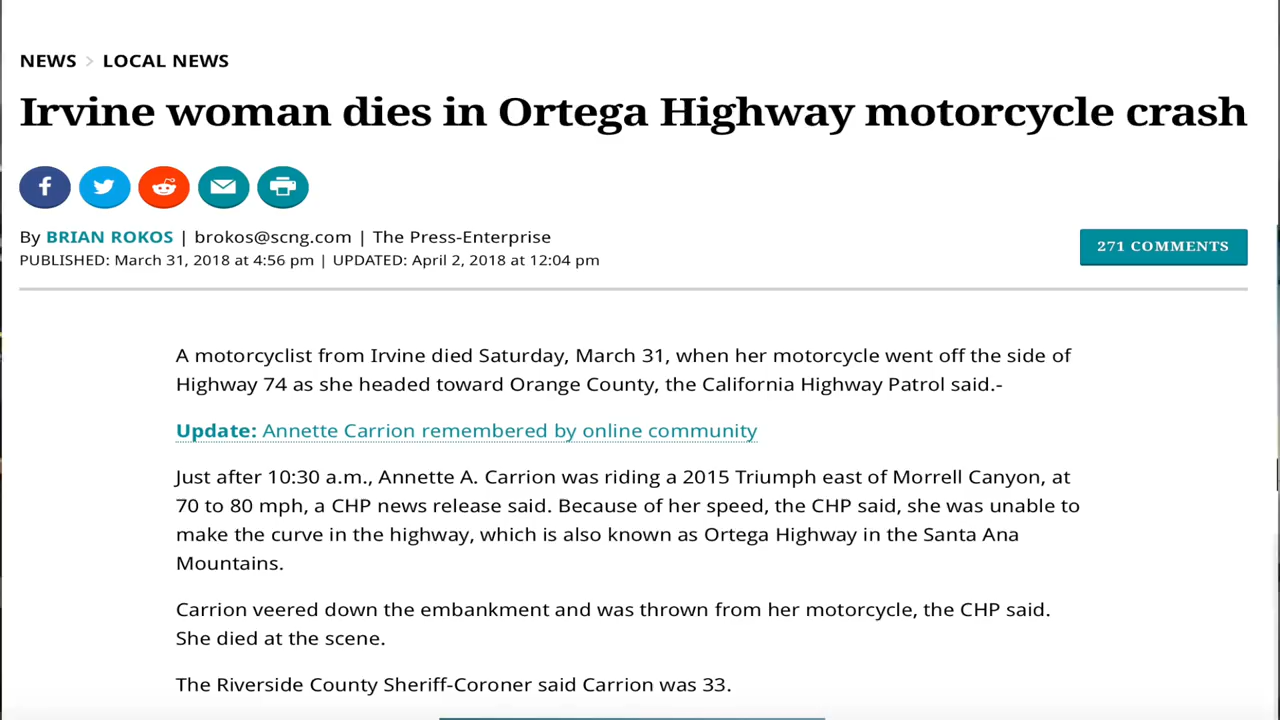 NEWS > LOCAL NEWS
Irvine woman dies in Ortega Highway motorcycle crash
By BRIAN ROKOS | brokos@scng.com | The Press-Enterprise
PUBLISHED: March 31, 2018 at 4:56 pm | UPDATED: April 2, 2018 at 12:04 pm
271 COMMENTS
A motorcyclist from Irvine died Saturday, March 31, when her motorcycle went off the side of
Highway 74 as she headed toward Orange County, the California Highway Patrol said.-
Update: Annette Carrion remembered by online community
Just after 10:30 a.m., Annette A. Carrion was riding a 2015 Triumph east of Morrell Canyon, at
70 to 80 mph, a CHP news release said. Because of her speed, the CHP said, she was unable to
make the curve in the highway, which is also known as Ortega Highway in the Santa Ana
Mountains.
Carrion veered down the embankment and was thrown from her motorcycle, the CHP said.
She died at the scene.
The Riverside County Sheriff-Coroner said Carrion was 33.